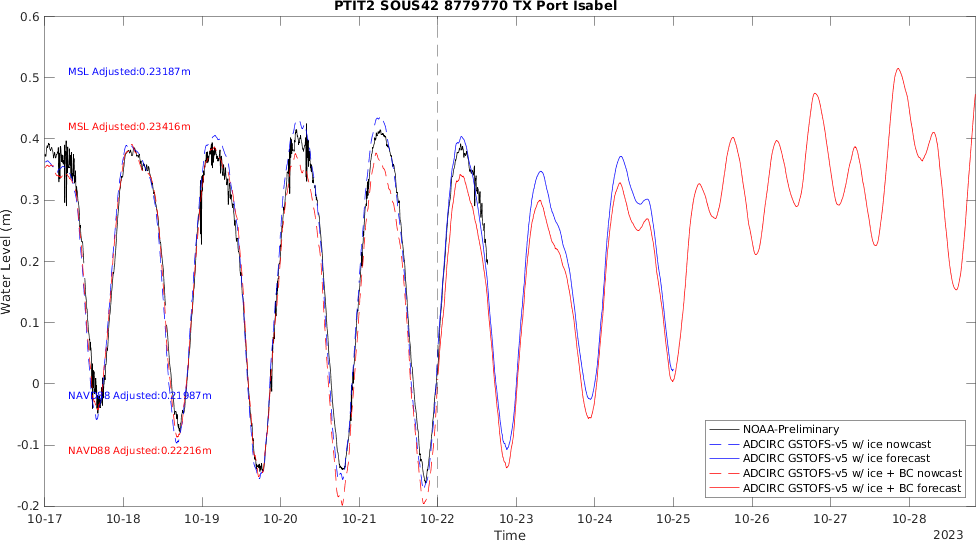 PTIT2 SOUS42 8779770 TX Port Isabel
0.6
0.5
0.4
0.3
0.2
0.1
0
-0.1
-0.2
Water Level (m)
MSL Adjusted:0.23187m
MSL Adjusted:0.23416m
NAVD88 Adjusted:0.21987m
NAVD88 Adjusted:0.22216m
NOAA-Preliminary
ADCIRC GSTOFS-v5 w/ ice nowcast
ADCIRC GSTOFS-v5 w/ ice forecast
ADCIRC GSTOFS-v5 w/ ice + BC nowcast
ADCIRC GSTOFS-v5 w/ ice + BC forecast
10-17 10-18 10-19 10-20 10-21 10-22 10-23 10-24 10-25 10-26 10-27 10-28
Time
2023